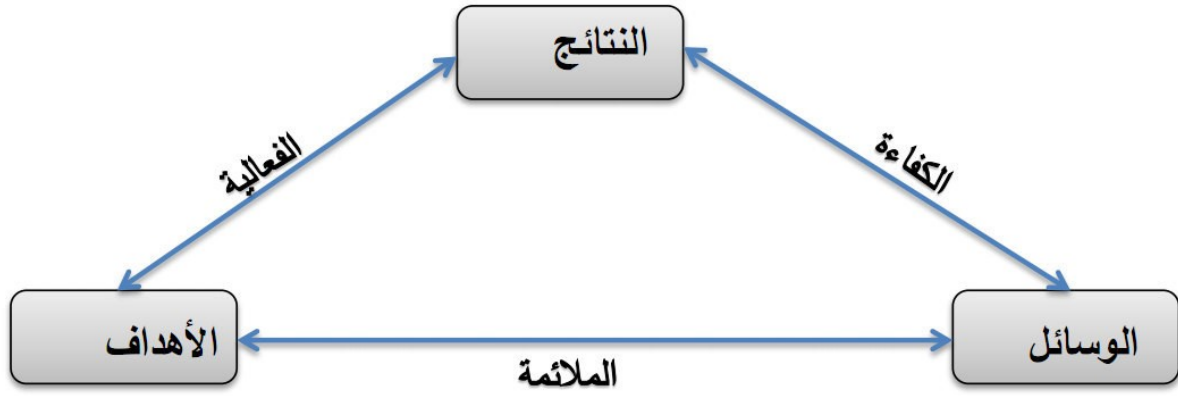 النتائج
الكفاءة
الفعالية
الوسائل
الأهداف
الملائمة